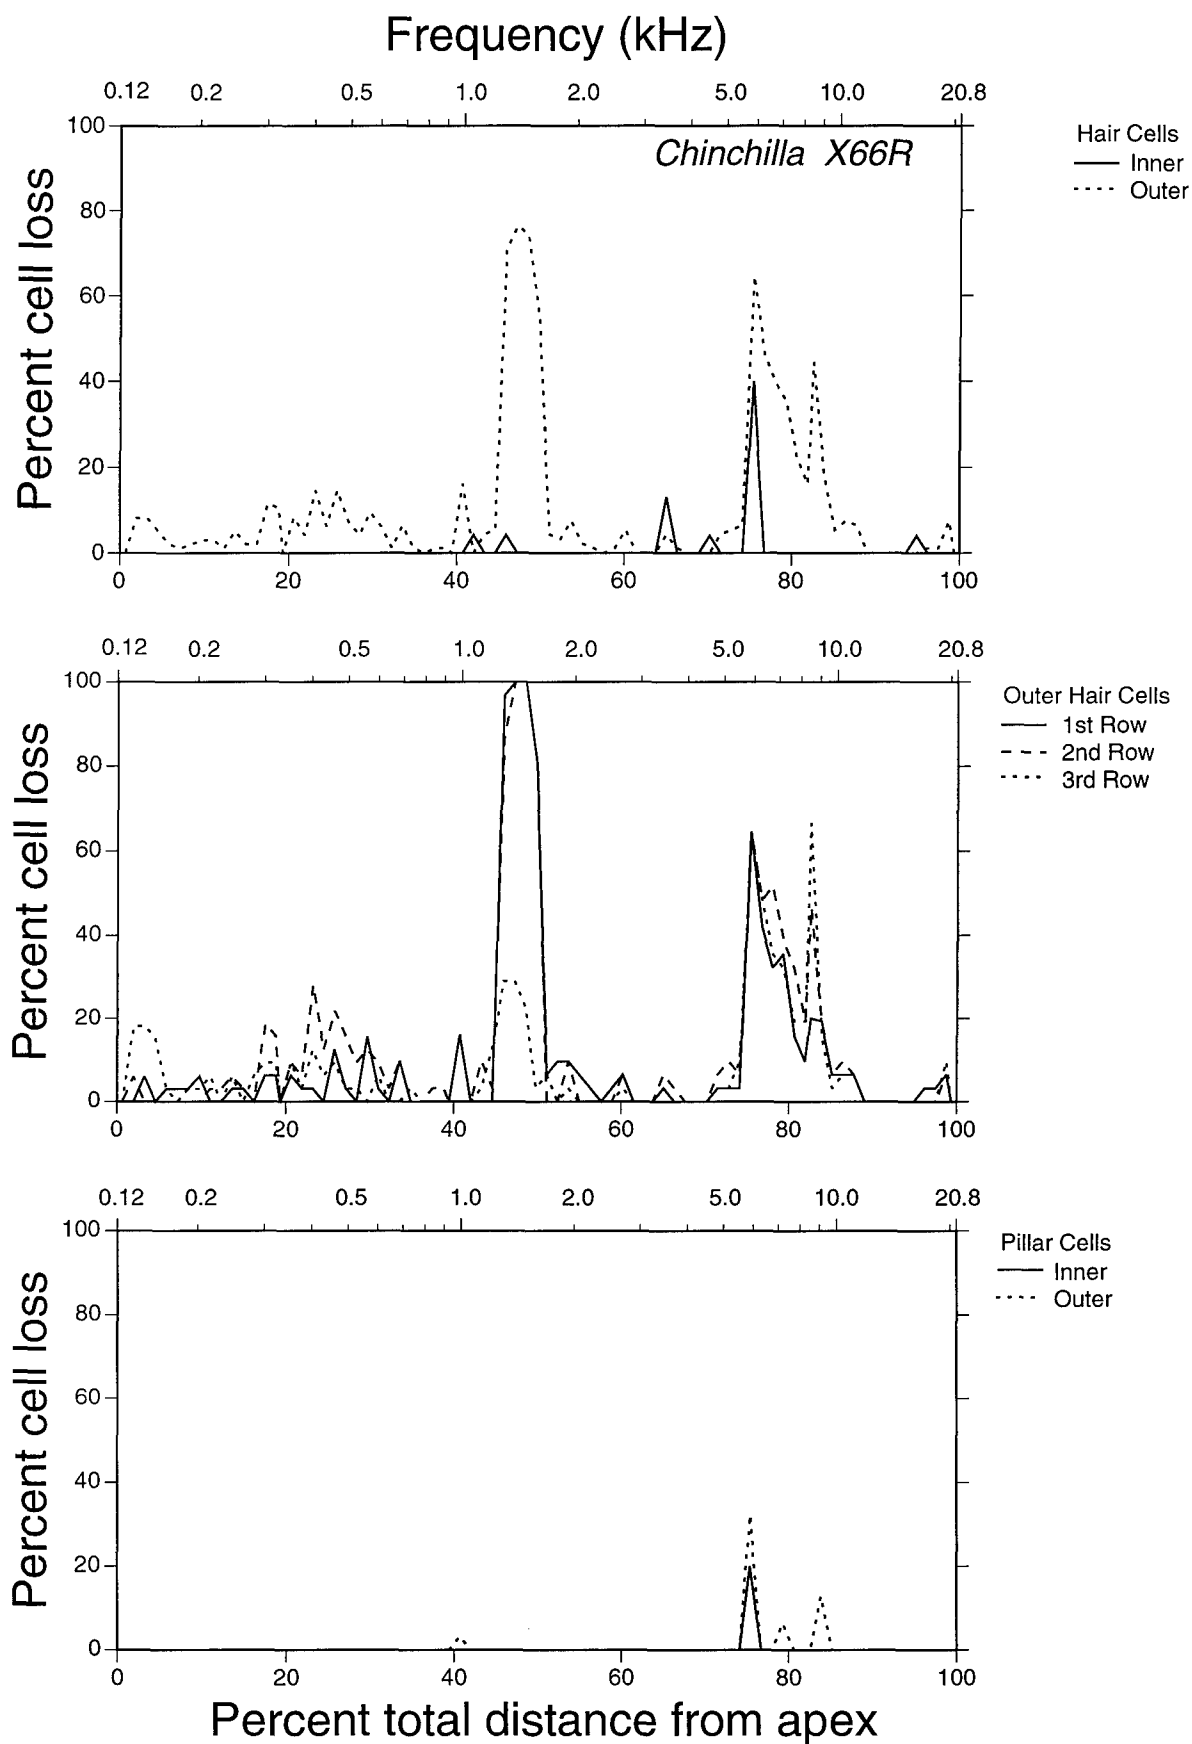 Frequency (kHz)
0.12 0.2 0.5 1.0 2.0 5.0 10.0 20.8
Chinchilla X66R
Percent cell loss
100
80
60
40
20
0
0 20 40 60 80 100
Hair Cells
Inner
Outer
0.12 0.2 0.5 1.0 2.0 5.0 10.0 20.8
Percent cell loss
100
80
60
40
20
0
0 20 40 60 80 100
Outer Hair Cells
1st Row
2nd Row
3rd Row
0.12 0.2 0.5 1.0 2.0 5.0 10.0 20.8
Percent cell loss
100
80
60
40
20
0
0 20 40 60 80 100
Pillar Cells
Inner
Outer
Percent total distance from apex